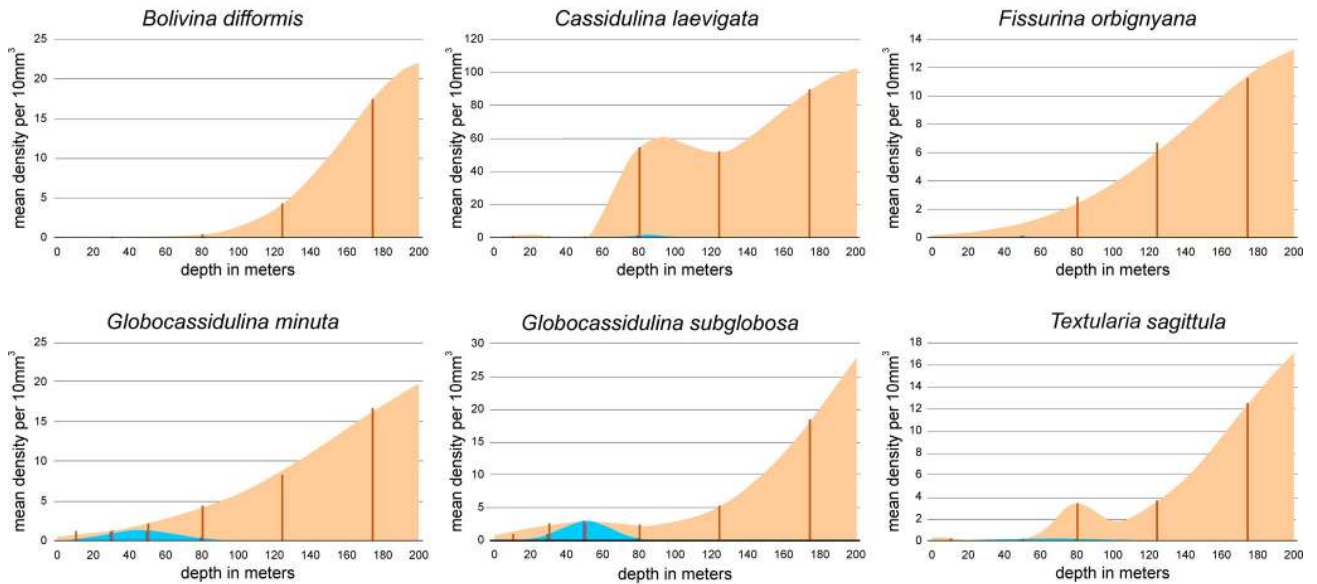 Bolivina difformis
25
20
15
10
5
0
mean density per 10mm³
0 20 40 60 80 100 120 140 160 180 200
depth in meters
Cassidulina laevigata
120
100
80
60
40
20
0
mean density per 10mm³
0 20 40 60 80 100 120 140 160 180 200
depth in meters
Fissurina orbignyana
14
12
10
8
6
4
2
0
mean density per 10mm³
0 20 40 60 80 100 120 140 160 180 200
depth in meters
Globocassidulina minuta
25
20
15
10
5
0
mean density per 10mm³
0 20 40 60 80 100 120 140 160 180 200
depth in meters
Globocassidulina subglobosa
30
25
20
15
10
5
0
mean density per 10mm³
0 20 40 60 80 100 120 140 160 180 200
depth in meters
Textularia sagittula
18
16
14
12
10
8
6
4
2
0
mean density per 10mm³
0 20 40 60 80 100 120 140 160 180 200
depth in meters